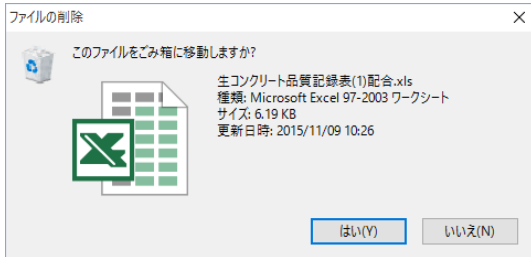 ファイルの削除
このファイルをごみ箱に移動しますか?
生コンクリート品質記録表(1)配合.xls
種類: Microsoft Excel 97-2003 ワークシート
サイズ: 6.19 KB
更新日時: 2015/11/09 10:26
はい(Y)
いいえ(N)